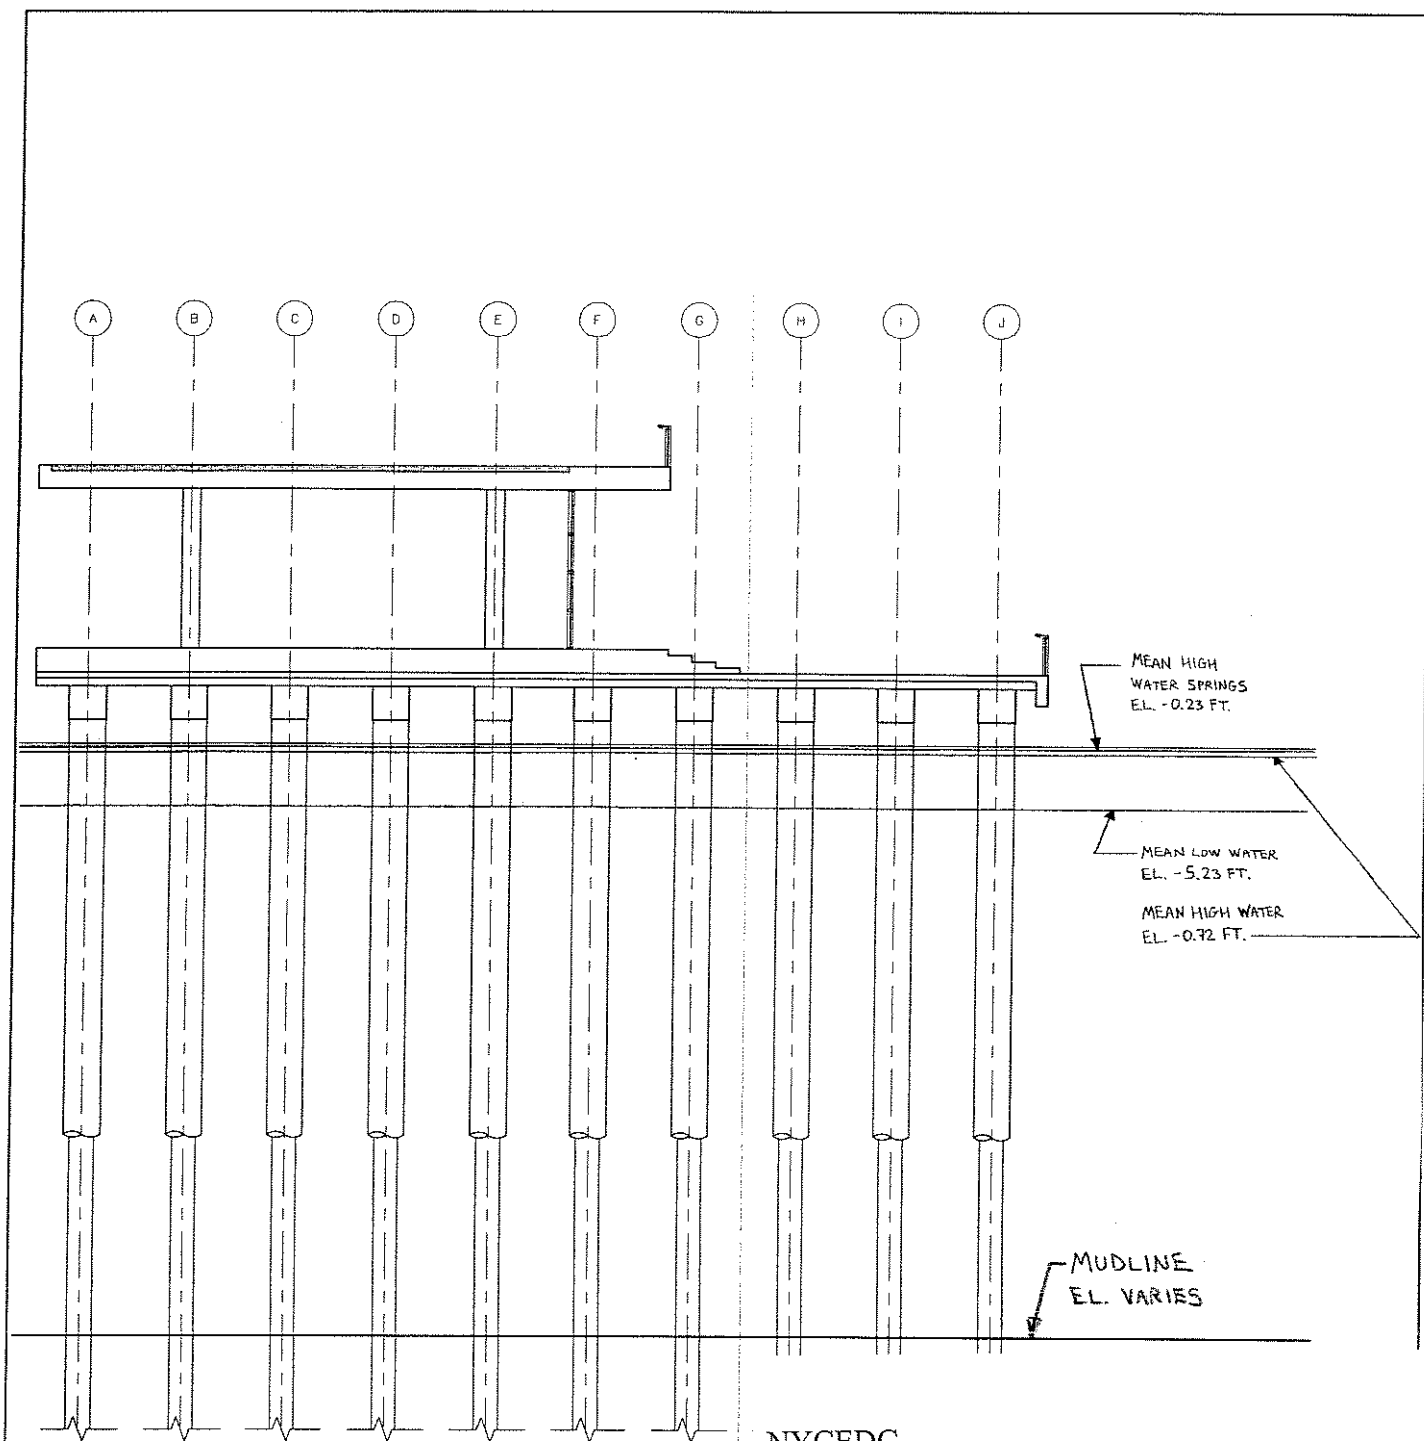 A B C D E F G H I J
MEAN HIGH
WATER SPRINGS
EL. -0.23 FT.
MEAN LOW WATER
EL. -5.23 FT.
MEAN HIGH WATER
EL. -0.72 FT.
MUDLINE
EL. VARIES
NYCEDC